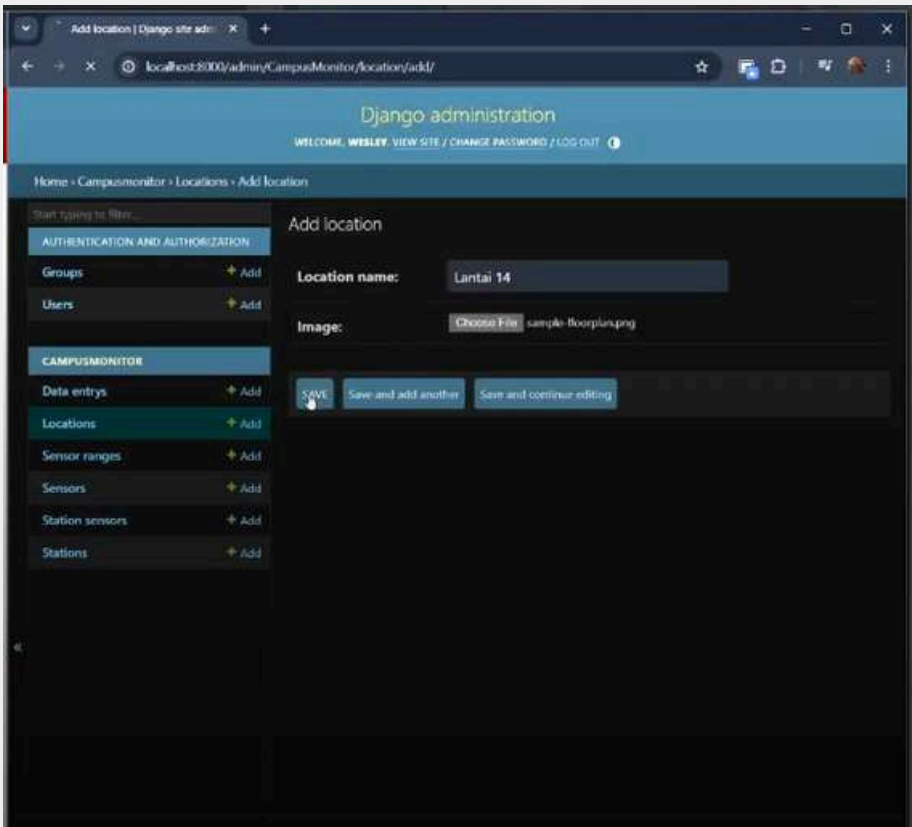 Add location | Django site adm
localhost:8000/admin/CampusMonitor/location/add/
Django administration
WELCOME, WESLEY. VIEW SITE / CHANGE PASSWORD / LOG OUT
Home › Campusmonitor › Locations › Add location
Start typing to filter...
AUTHENTICATION AND AUTHORIZATION
Groups + Add
Users + Add
CAMPUSMONITOR
Data entrys + Add
Locations + Add
Sensor ranges + Add
Sensors + Add
Station sensors + Add
Stations + Add
«
Add location
Location name: Lantai 14
Image: Choose File sample-floorplan.png
SAVE Save and add another Save and continue editing